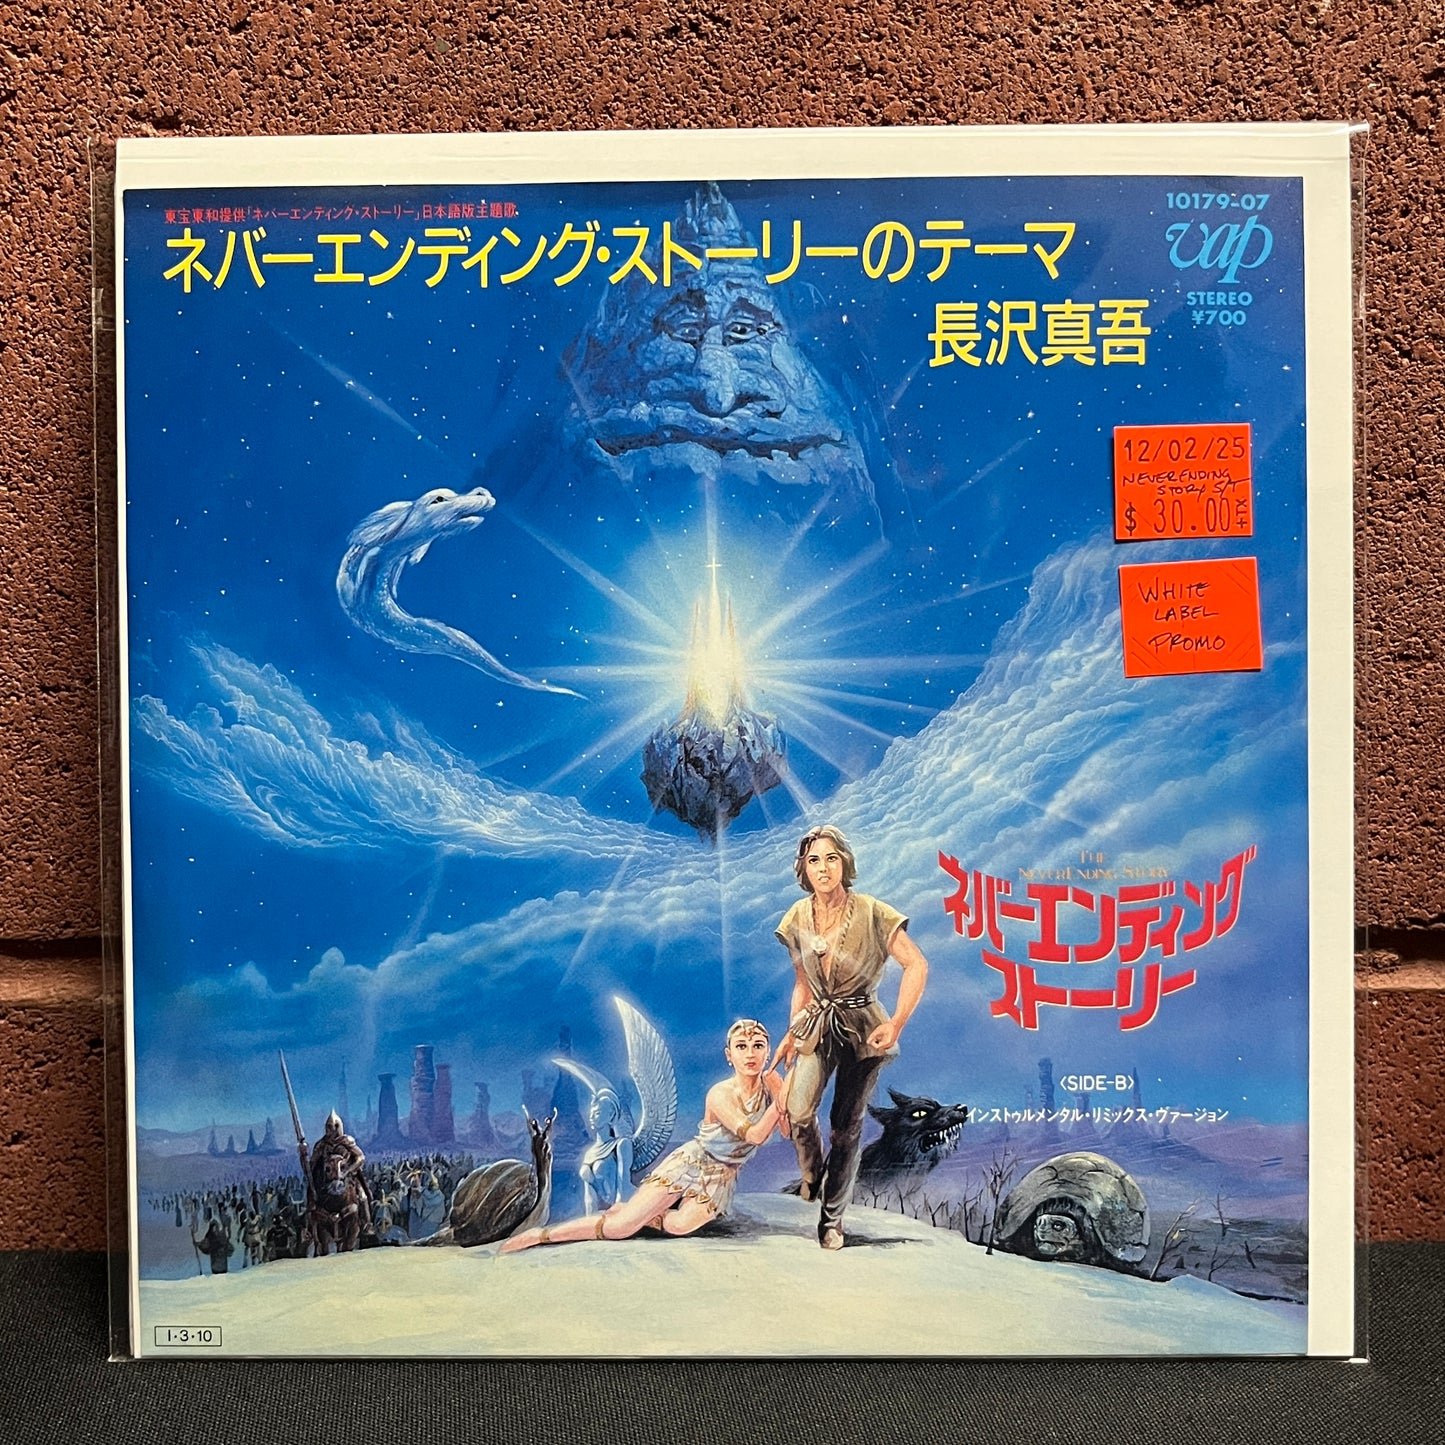 東宝東和提供「ネバーエンディング・ストーリー」日本語版主題歌
ネバーエンディング・ストーリーのテーマ
長沢真吾
10179-07
vap
STEREO
¥700
12/02/25
NEVERENDING
STORY S/T
$ 30.00 +TX
WHITE
LABEL
PROMO
THE
NEVERENDING STORY
ネバーエンディング
ストーリー
〈SIDE-B〉
インストゥルメンタル・リミックス・ヴァージョン
I・3・10